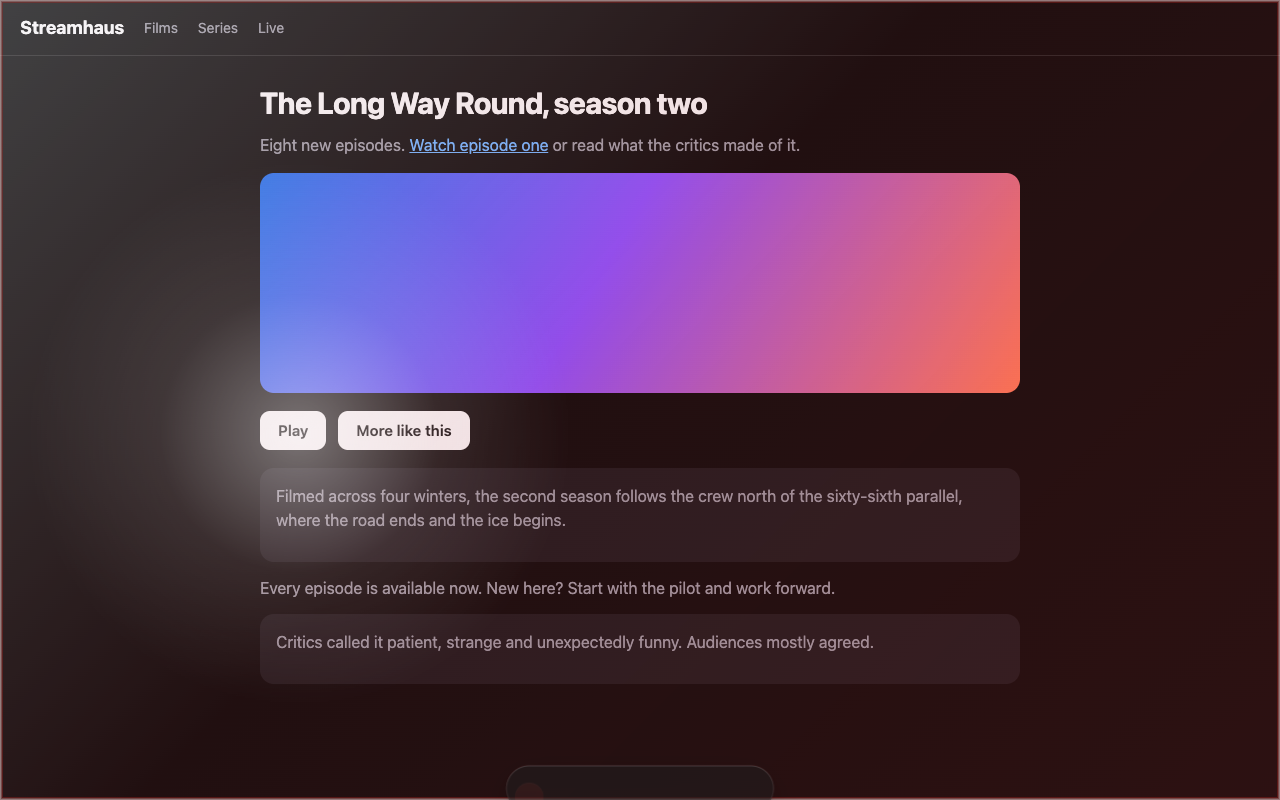 Streamhaus Films Series Live
The Long Way Round, season two
Eight new episodes. Watch episode one or read what the critics made of it.
Play More like this
Filmed across four winters, the second season follows the crew north of the sixty-sixth parallel,
where the road ends and the ice begins.
Every episode is available now. New here? Start with the pilot and work forward.
Critics called it patient, strange and unexpectedly funny. Audiences mostly agreed.